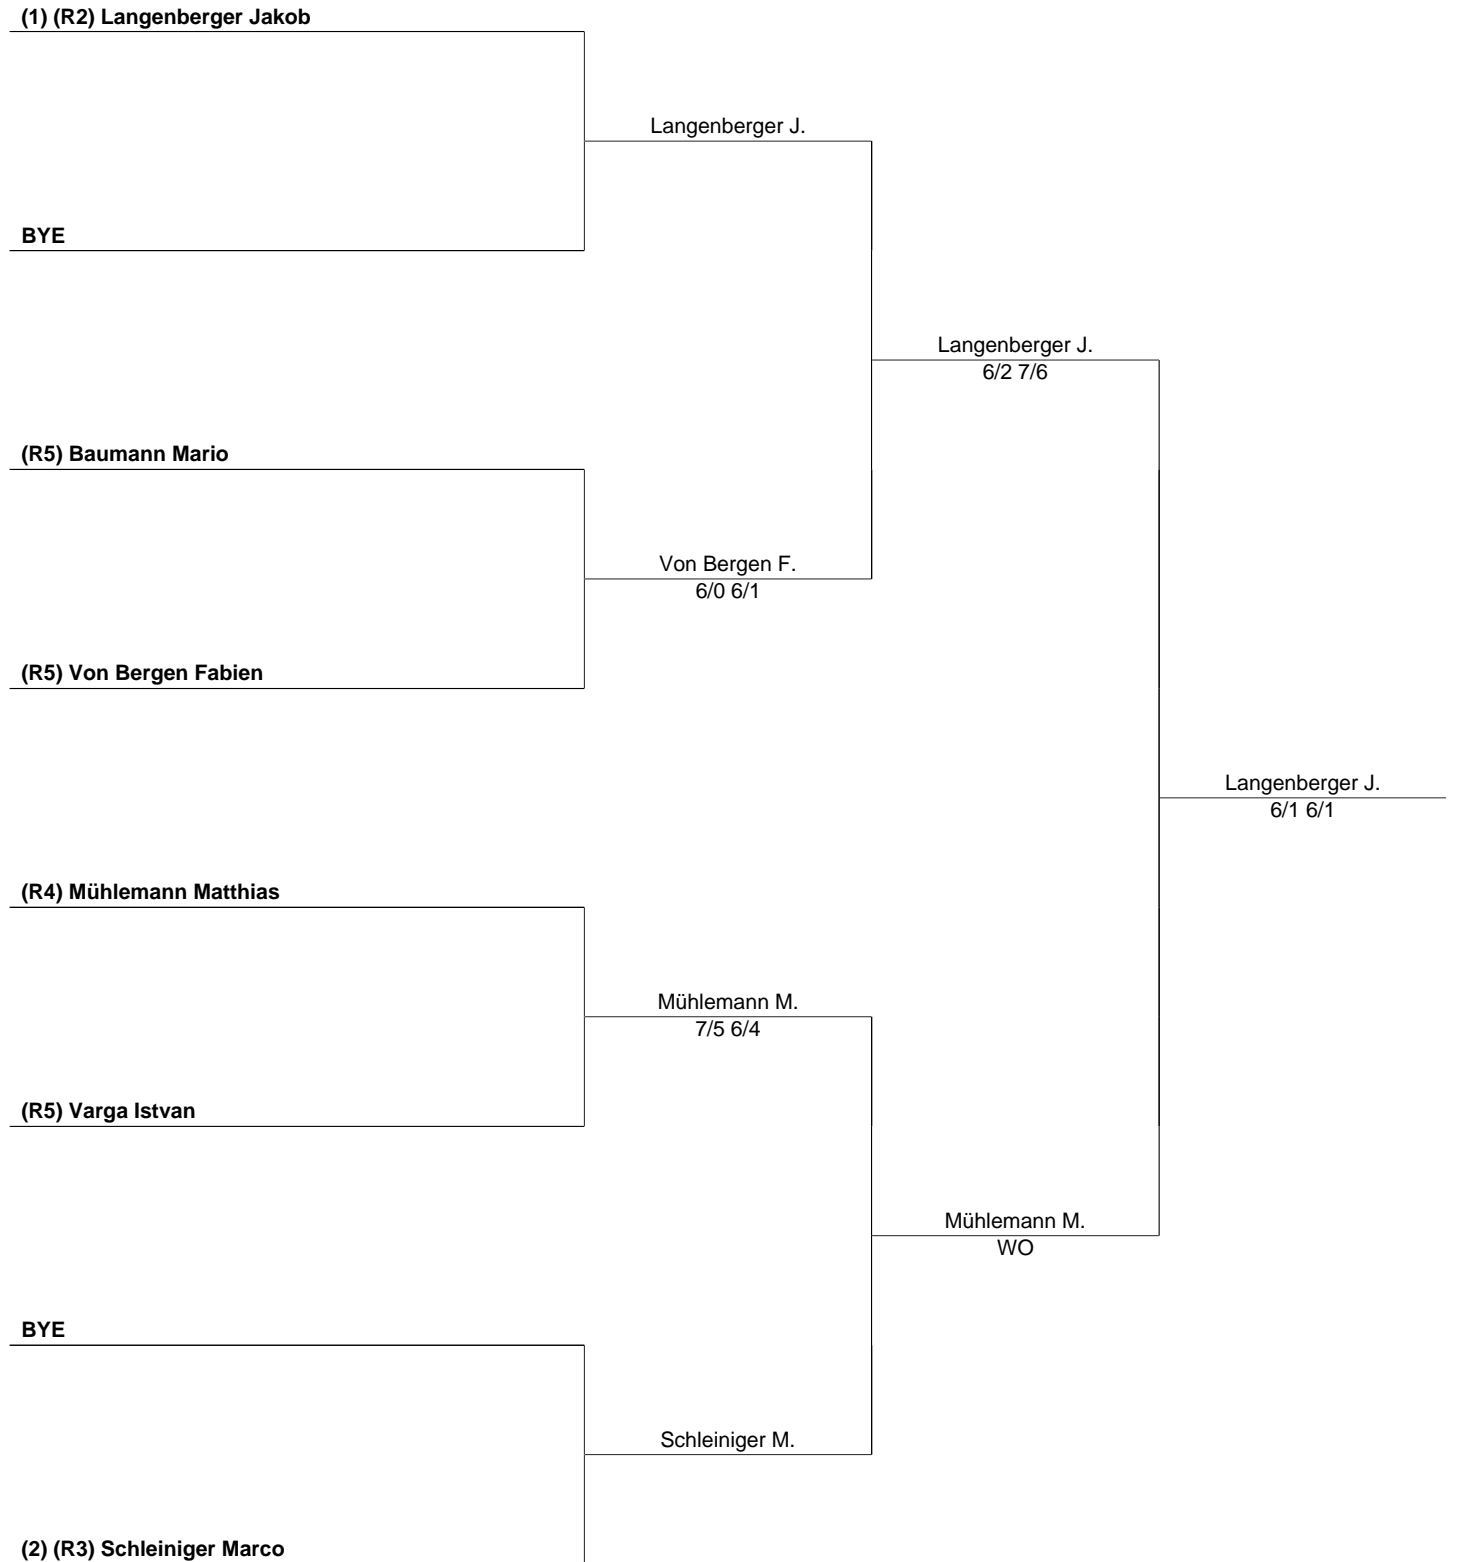 (1) (R2) Langenberger Jakob
Langenberger J.
BYE
Langenberger J.
6/2 7/6
(R5) Baumann Mario
Von Bergen F.
6/0 6/1
(R5) Von Bergen Fabien
Langenberger J.
6/1 6/1
(R4) Mühlemann Matthias
Mühlemann M.
7/5 6/4
(R5) Varga Istvan
Mühlemann M.
WO
BYE
Schleiniger M.
(2) (R3) Schleiniger Marco